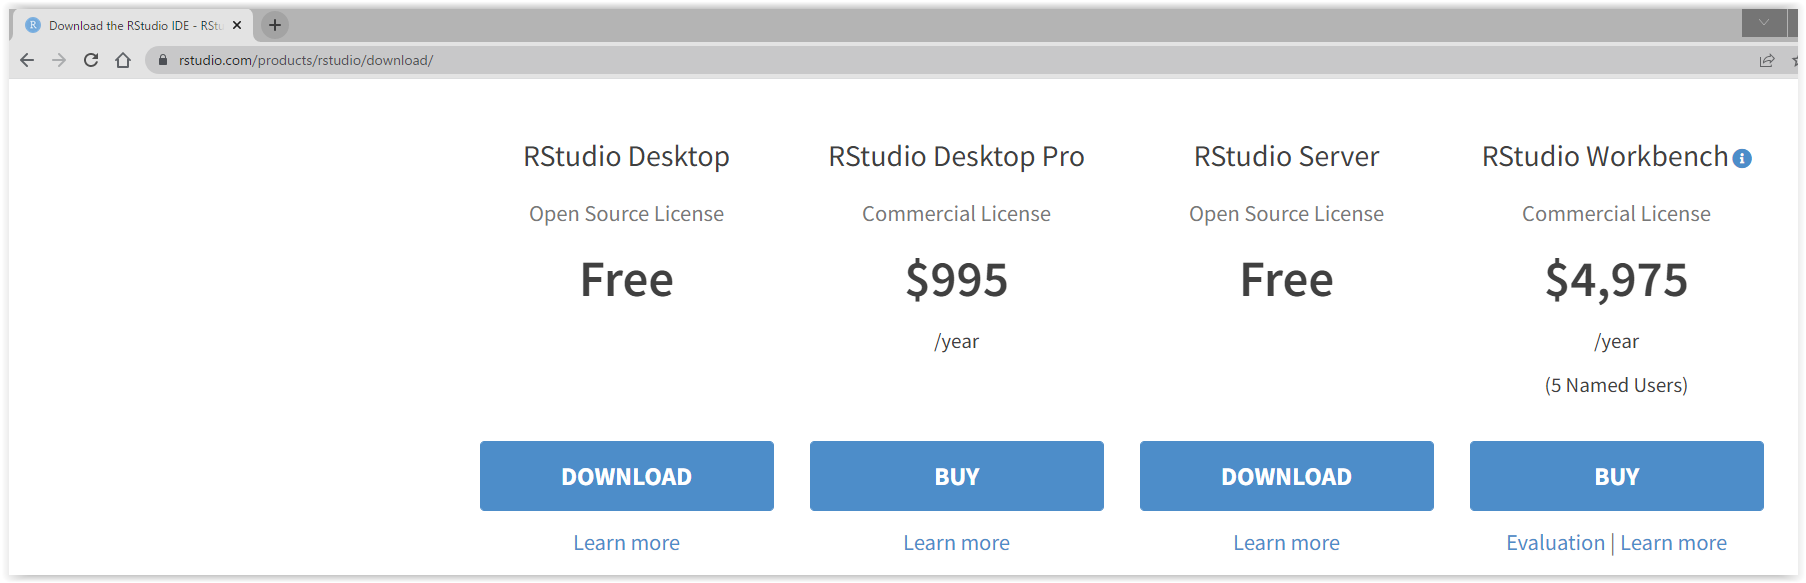 R Download the RStudio IDE - RStu
rstudio.com/products/rstudio/download/
RStudio Desktop
Open Source License
Free
DOWNLOAD
Learn more
RStudio Desktop Pro
Commercial License
$995
/year
BUY
Learn more
RStudio Server
Open Source License
Free
DOWNLOAD
Learn more
RStudio Workbench i
Commercial License
$4,975
/year
(5 Named Users)
BUY
Evaluation | Learn more